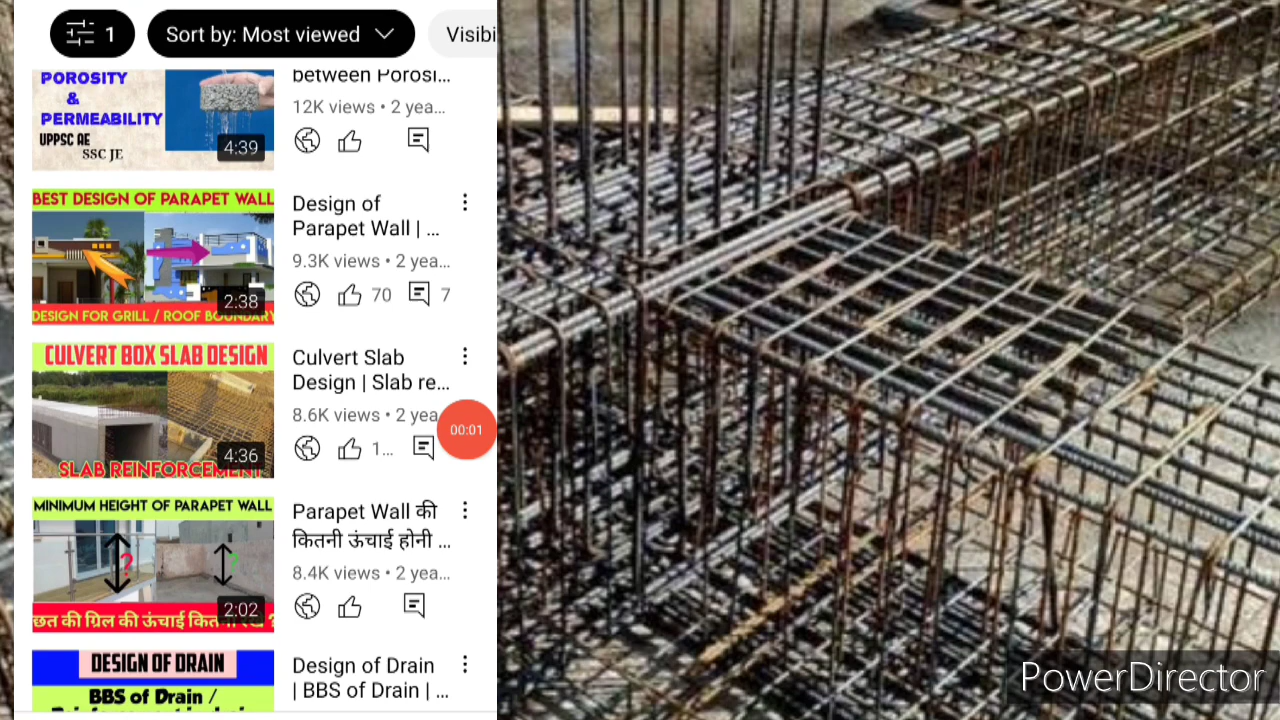 1
Sort by: Most viewed
Visibi
POROSITY
&
PERMEABILITY
UPPSC AE
SSC JE
4:39
between Porosi...
12K views • 2 yea...
BEST DESIGN OF PARAPET WALL
2:38
DESIGN FOR GRILL / ROOF BOUNDARY
Design of
Parapet Wall | ...
9.3K views • 2 yea...
70
7
CULVERT BOX SLAB DESIGN
4:36
SLAB REINFORCEMENT
Culvert Slab
Design | Slab re...
8.6K views • 2 yea
1...
00:01
MINIMUM HEIGHT OF PARAPET WALL
?
?
2:02
छत की ग्रिल की ऊंचाई
Parapet Wall की
कितनी ऊंचाई होनी ...
8.4K views • 2 yea...
DESIGN OF DRAIN
BBS of Drain /
Design of Drain
| BBS of Drain | ...
PowerDirector